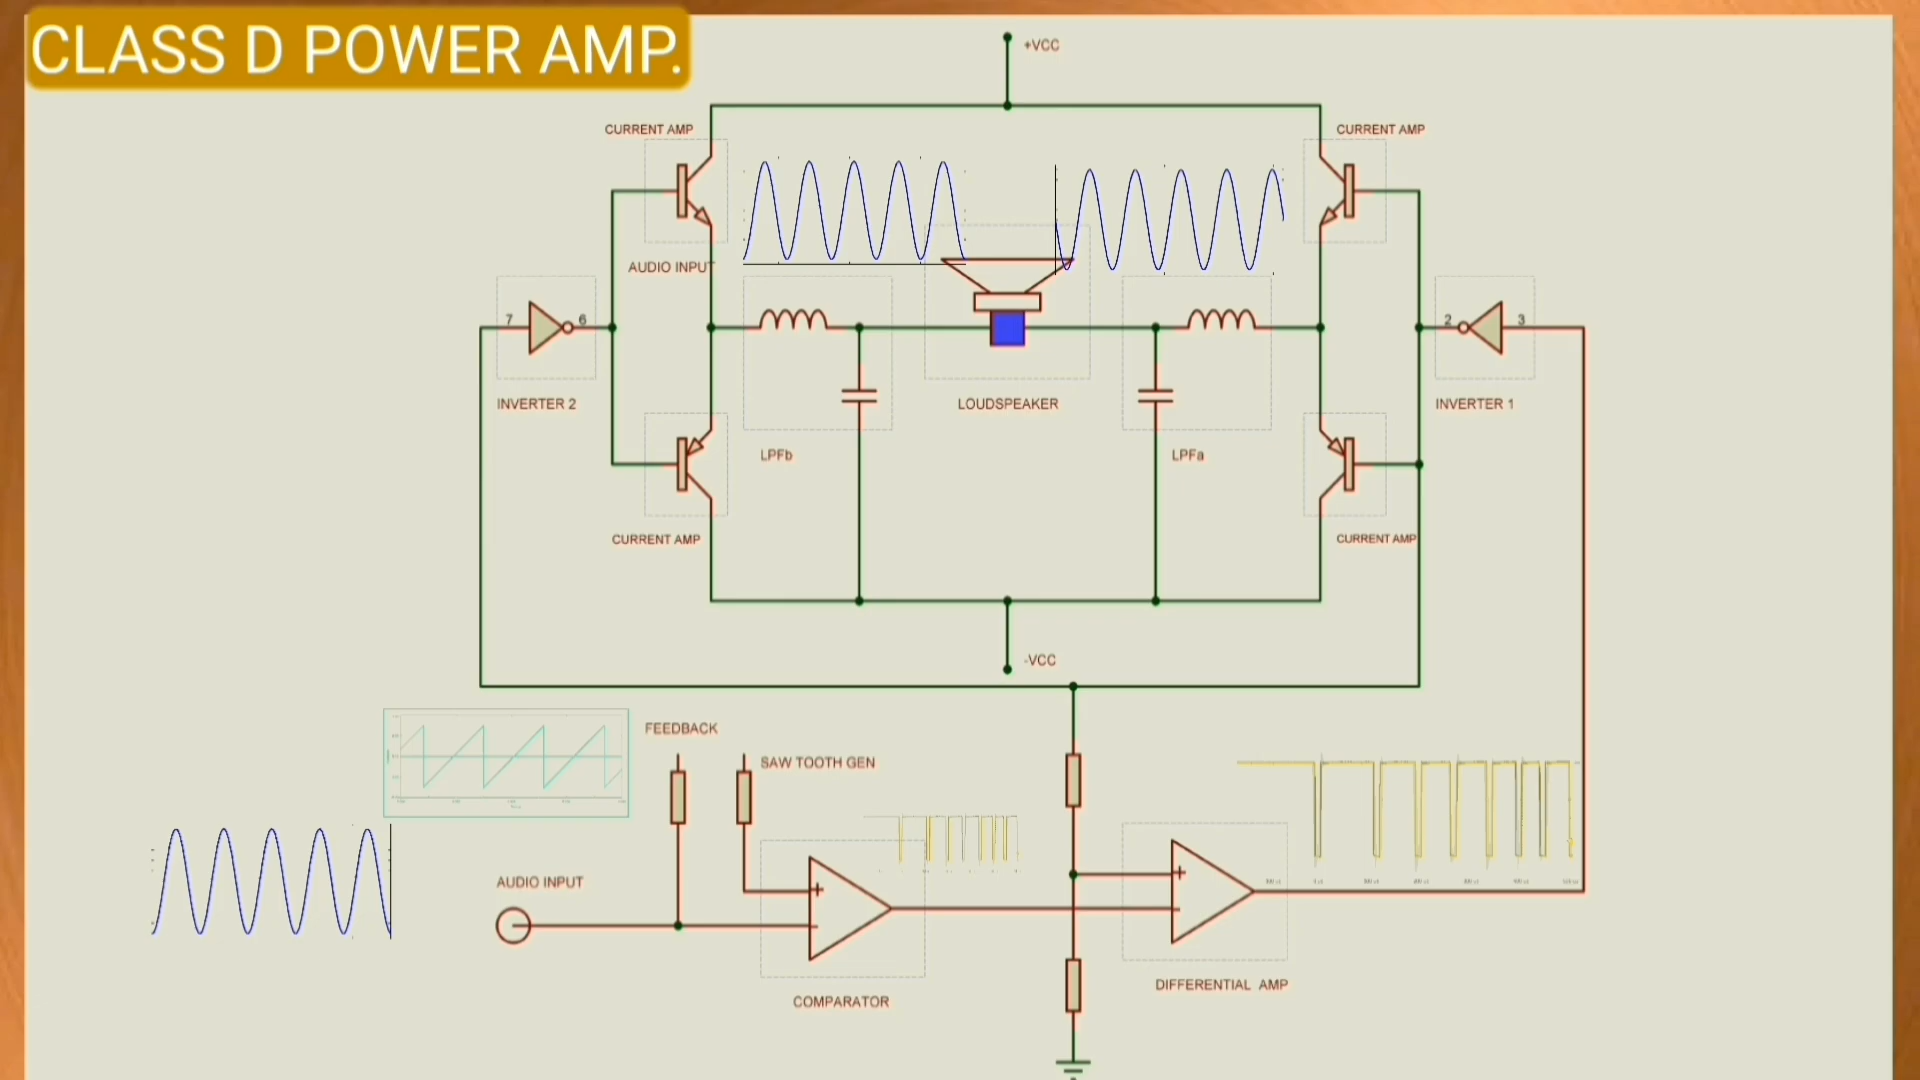 CLASS D POWER AMP.
+VCC
CURRENT AMP
CURRENT AMP
AUDIO INPUT
7
6
2
3
INVERTER 2
LOUDSPEAKER
INVERTER 1
LPFb
LPFa
CURRENT AMP
CURRENT AMP
-VCC
FEEDBACK
SAW TOOTH GEN
AUDIO INPUT
+
-
+
-
COMPARATOR
DIFFERENTIAL AMP